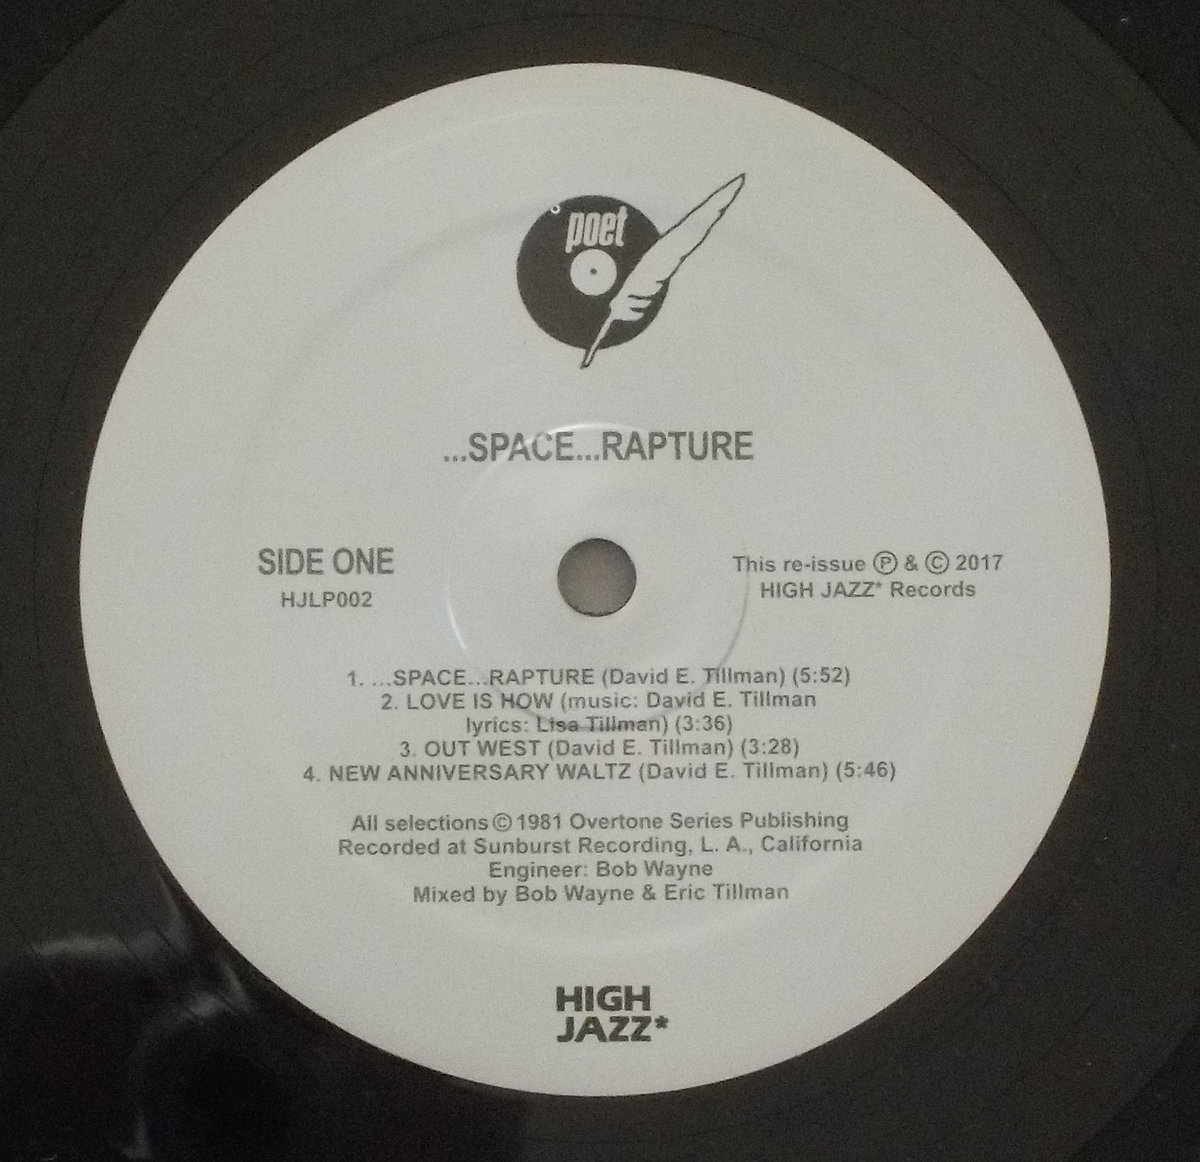 poet
...SPACE...RAPTURE
SIDE ONE
HJLP002
This re-issue Ⓟ & © 2017
HIGH JAZZ* Records
1. ...SPACE...RAPTURE (David E. Tillman) (5:52)
2. LOVE IS HOW (music: David E. Tillman
lyrics: Lisa Tillman) (3:36)
3. OUT WEST (David E. Tillman) (3:28)
4. NEW ANNIVERSARY WALTZ (David E. Tillman) (5:46)
All selections © 1981 Overtone Series Publishing
Recorded at Sunburst Recording, L. A., California
Engineer: Bob Wayne
Mixed by Bob Wayne & Eric Tillman
HIGH
JAZZ*